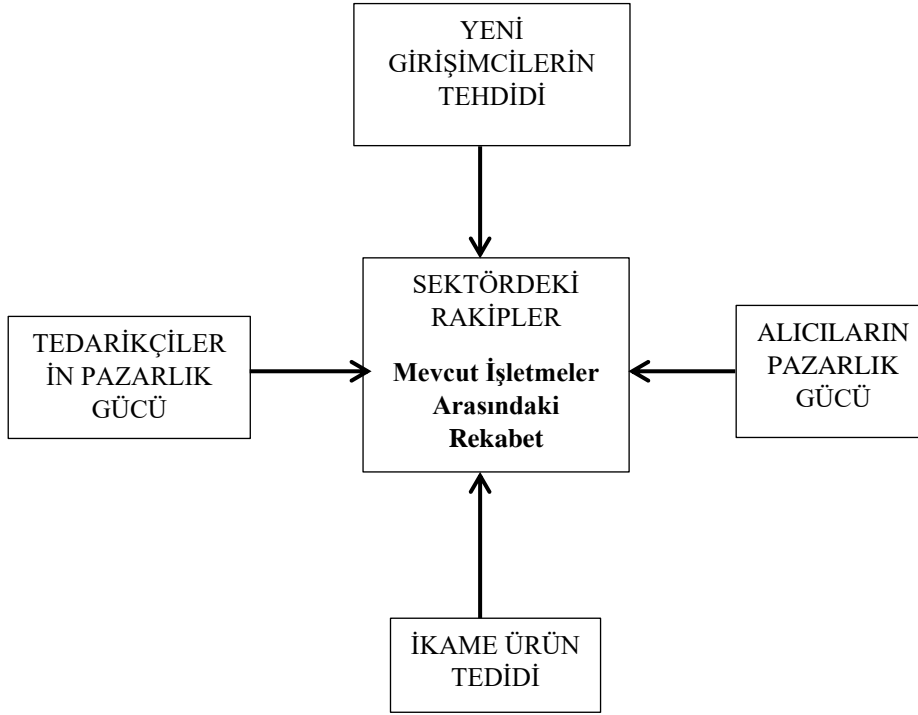 YENİ
GİRİŞİMCİLERİN
TEHDİDİ
SEKTÖRDEKİ
RAKİPLER
Mevcut İşletmeler
Arasındaki
Rekabet
TEDARİKÇİLER
İN PAZARLIK
GÜCÜ
ALICILARIN
PAZARLIK
GÜCÜ
İKAME ÜRÜN
TEDİDİ